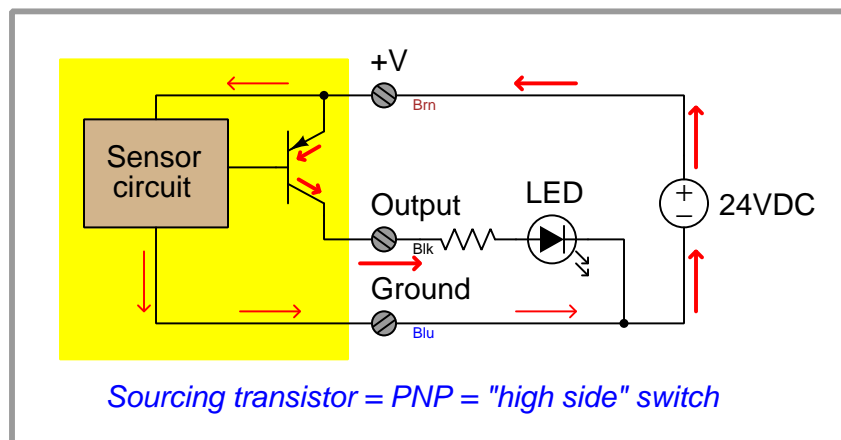 +V
Brn
Sensor
circuit
Output
LED
+
−
24VDC
Blk
Ground
Blu
Sourcing transistor = PNP = "high side" switch